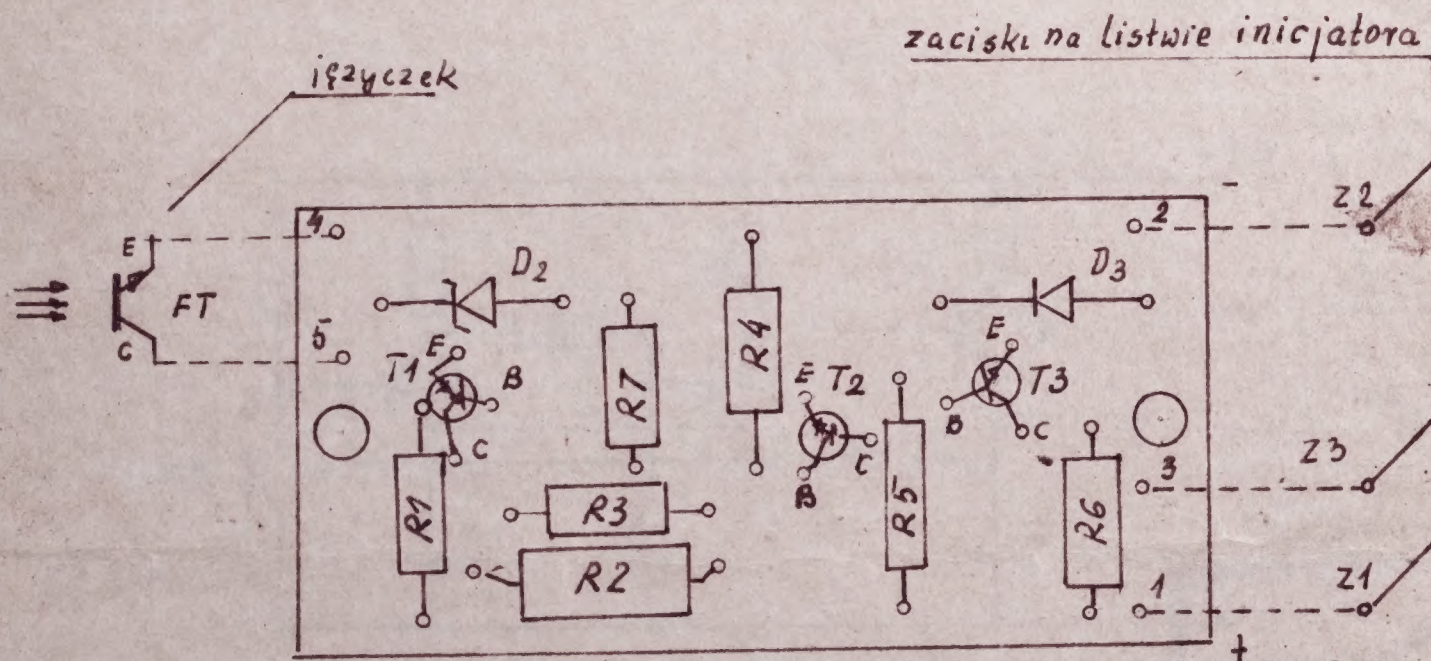 zaciski na listwie inicjatora
języczek
- Z2
4 2
E
D2 D3
FT
R4
E
5 E
C T1 B R7 E T2 T3
B
C C Z3
B C 3
R1 R3 R5 R6
R2
1 Z1
+